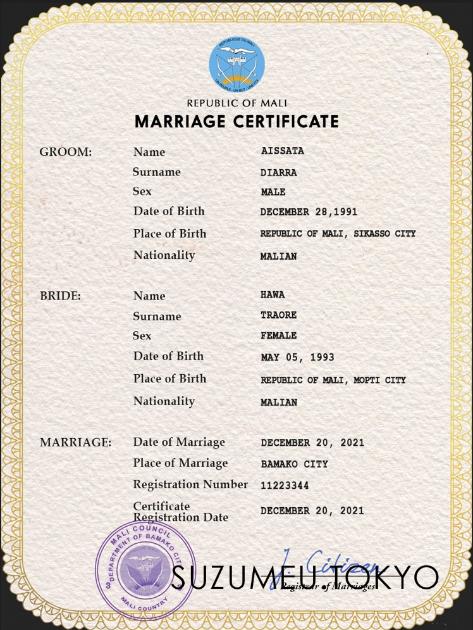 REPUBLIC OF MALI
MARRIAGE CERTIFICATE
GROOM: Name AISSATA
Surname DIARRA
Sex MALE
Date of Birth DECEMBER 28,1991
Place of Birth REPUBLIC OF MALI, SIKASSO CITY
Nationality MALIAN
BRIDE: Name HAWA
Surname TRAORE
Sex FEMALE
Date of Birth MAY 05, 1993
Place of Birth REPUBLIC OF MALI, MOPTI CITY
Nationality MALIAN
MARRIAGE: Date of Marriage DECEMBER 20, 2021
Place of Marriage BAMAKO CITY
Registration Number 11223344
Certificate
Registration Date DECEMBER 20, 2021
MALI COUNCIL
DEPARTMENT OF BAMAKO CITY
MALI COUNTRY
J. Citizen
SUZUMEJJ TOKYO
Registrar of Marriages